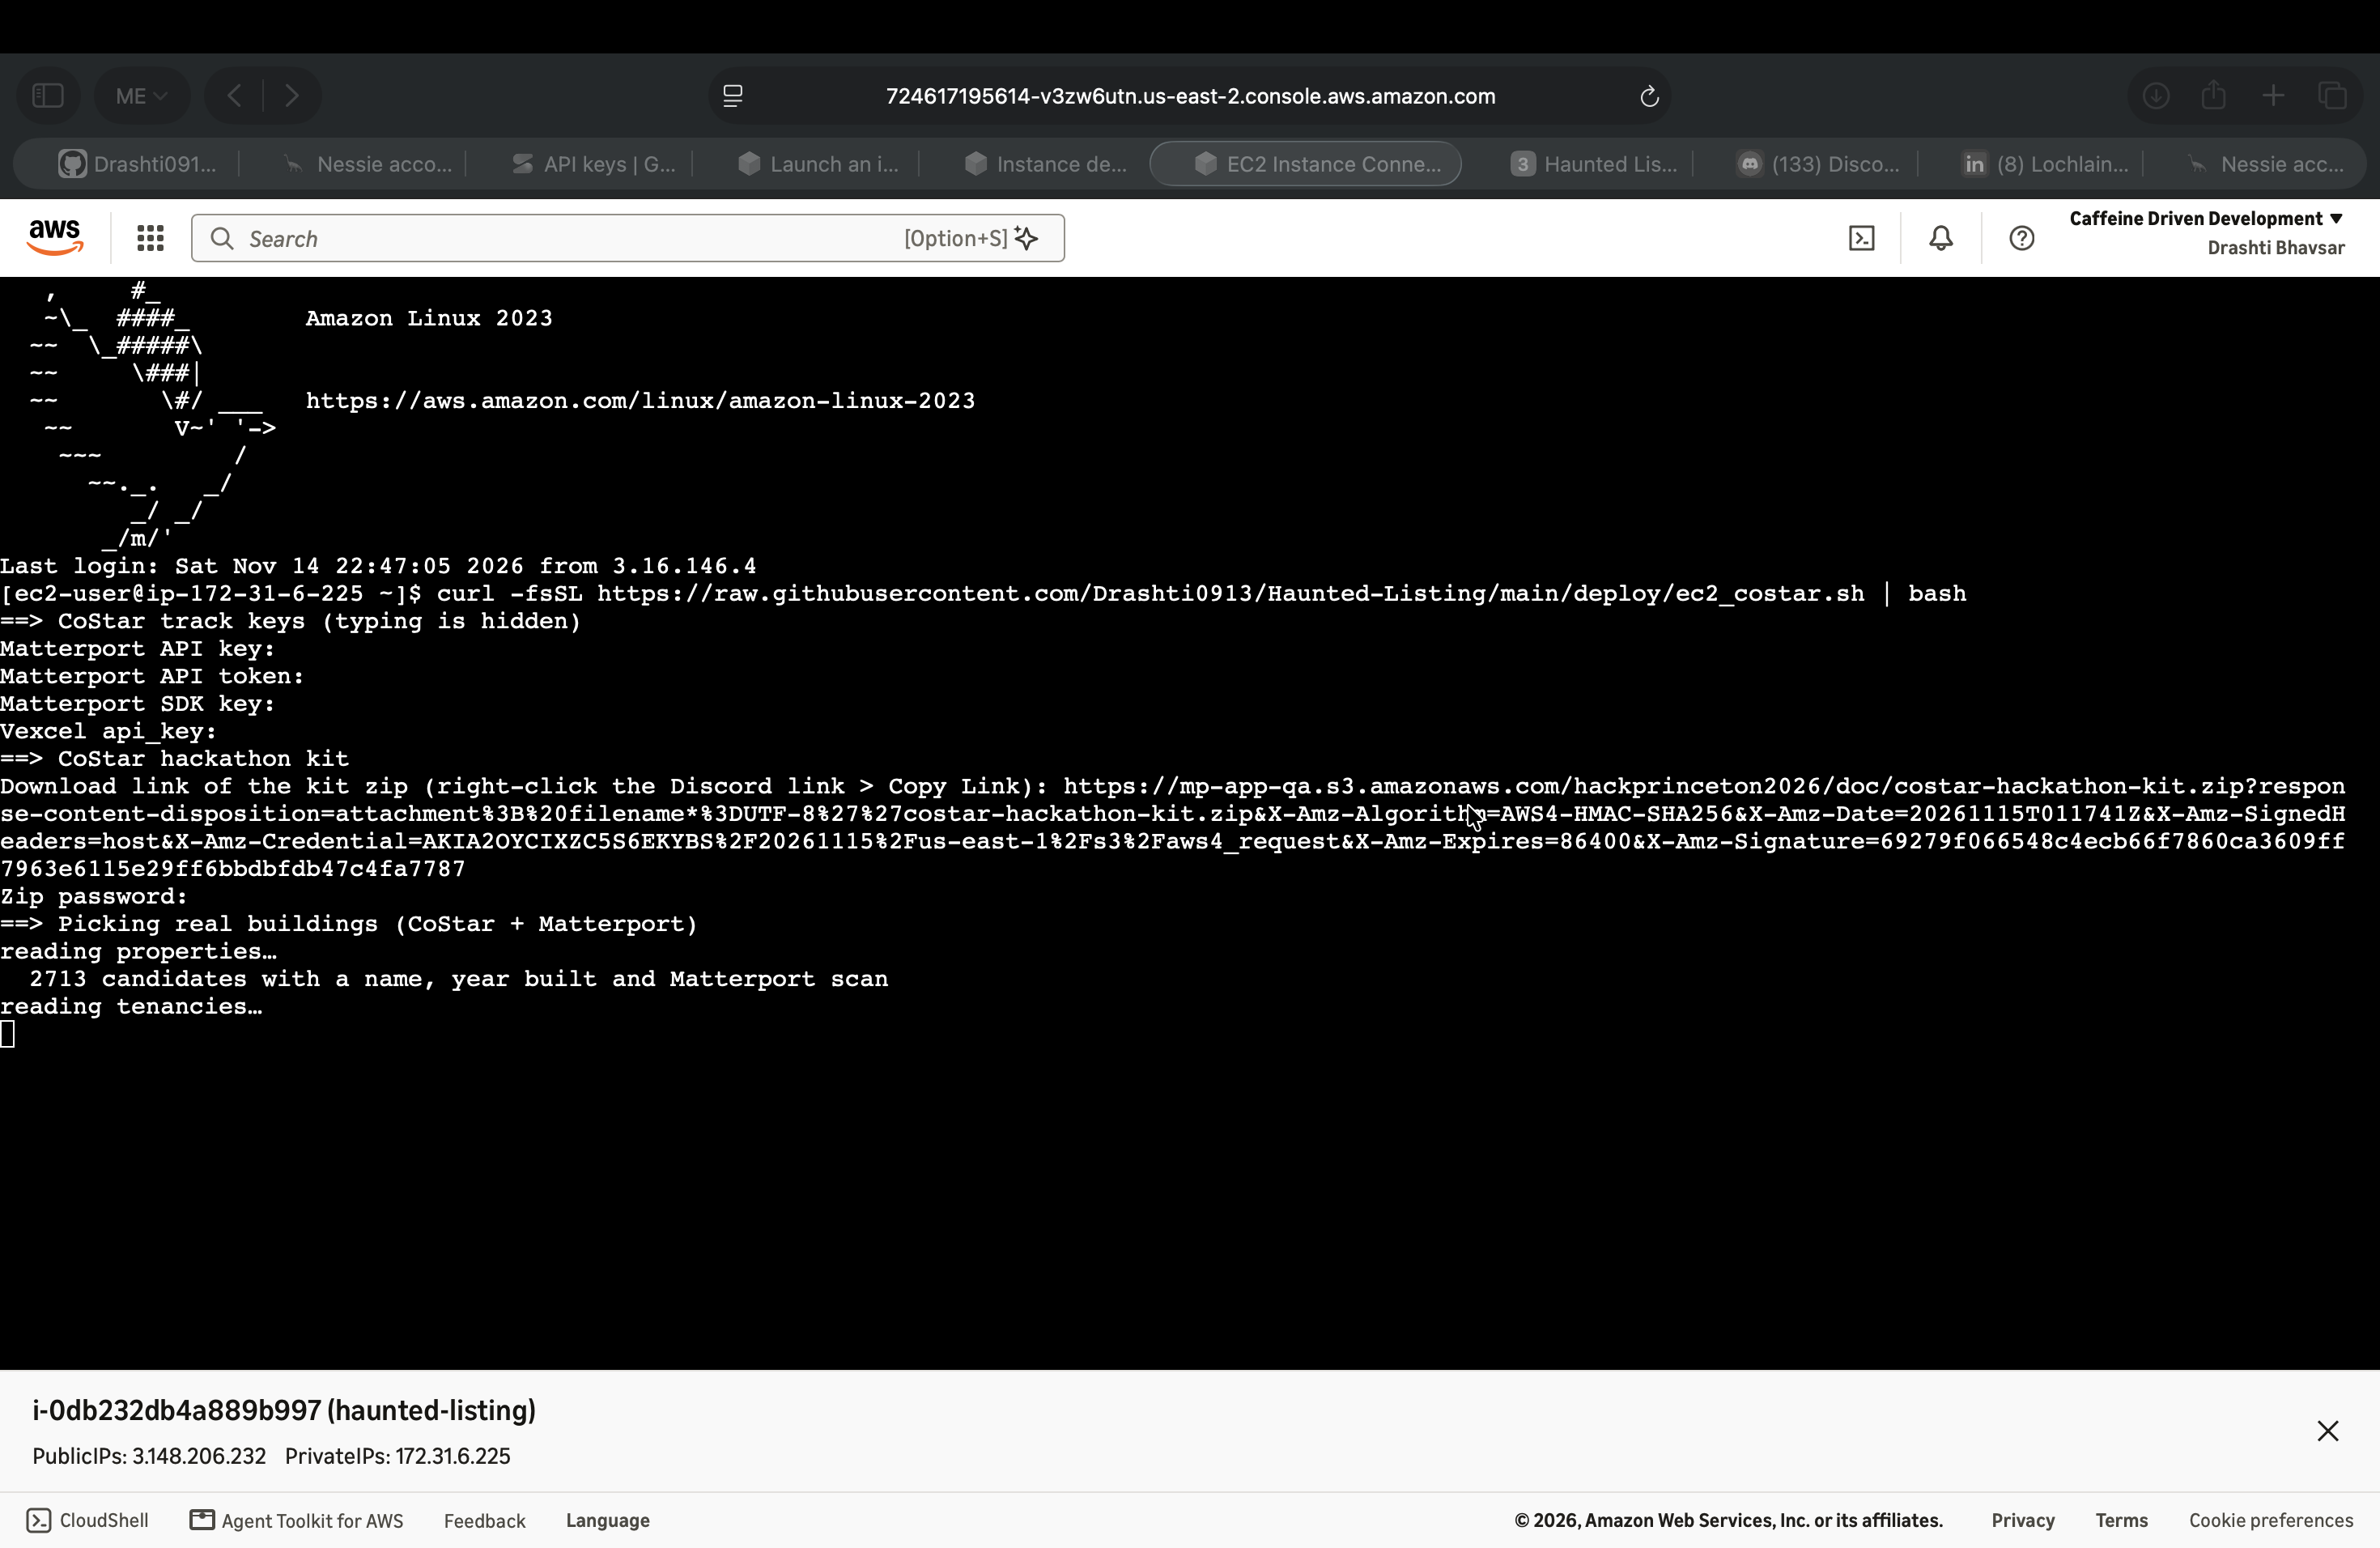 ME
724617195614-v3zw6utn.us-east-2.console.aws.amazon.com
Drashti091...
Nessie acco...
API keys | G...
Launch an i...
Instance de...
EC2 Instance Conne...
3
Haunted Lis...
(133) Disco...
in
(8) Lochlain...
Nessie acc...
aws
Search
[Option+S]
Caffeine Driven Development
Drashti Bhavsar
   ,     #_
   ~\_  ####_        Amazon Linux 2023
  ~~  \_#####\
  ~~     \###|
  ~~       \#/ ___   https://aws.amazon.com/linux/amazon-linux-2023
   ~~       V~' '->
    ~~~         /
      ~~._.   _/
         _/ _/
       _/m/'
Last login: Sat Nov 14 22:47:05 2026 from 3.16.146.4
[ec2-user@ip-172-31-6-225 ~]$ curl -fsSL https://raw.githubusercontent.com/Drashti0913/Haunted-Listing/main/deploy/ec2_costar.sh | bash
==> CoStar track keys (typing is hidden)
Matterport API key:
Matterport API token:
Matterport SDK key:
Vexcel api_key:
==> CoStar hackathon kit
Download link of the kit zip (right-click the Discord link > Copy Link): https://mp-app-qa.s3.amazonaws.com/hackprinceton2026/doc/costar-hackathon-kit.zip?respon
se-content-disposition=attachment%3B%20filename*%3DUTF-8%27%27costar-hackathon-kit.zip&X-Amz-Algorithm=AWS4-HMAC-SHA256&X-Amz-Date=20261115T011741Z&X-Amz-SignedH
eaders=host&X-Amz-Credential=AKIA2OYCIXZC5S6EKYBS%2F20261115%2Fus-east-1%2Fs3%2Faws4_request&X-Amz-Expires=86400&X-Amz-Signature=69279f066548c4ecb66f7860ca3609ff
7963e6115e29ff6bbdbfdb47c4fa7787
Zip password:
==> Picking real buildings (CoStar + Matterport)
reading properties…
  2713 candidates with a name, year built and Matterport scan
reading tenancies…
i-0db232db4a889b997 (haunted-listing)
PublicIPs: 3.148.206.232 PrivateIPs: 172.31.6.225
CloudShell
Agent Toolkit for AWS
Feedback
Language
© 2026, Amazon Web Services, Inc. or its affiliates.
Privacy
Terms
Cookie preferences